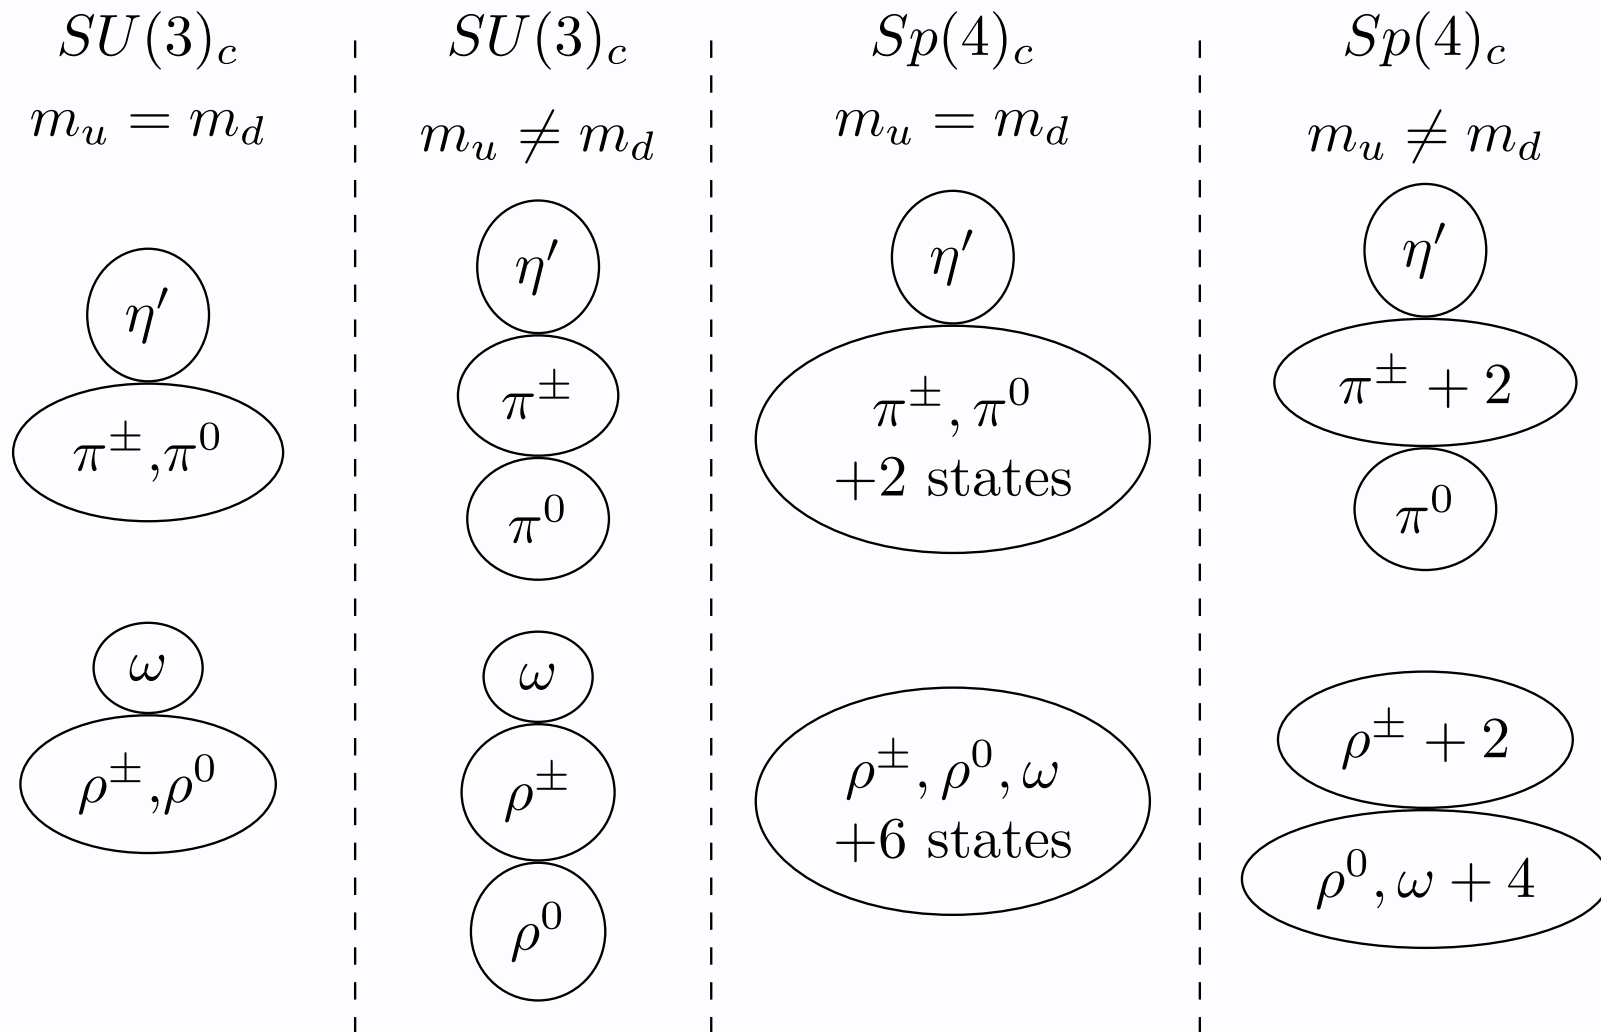 SU(3)_c
m_u = m_d
η′
π^±,π^0
ω
ρ^±,ρ^0
SU(3)_c
m_u ≠ m_d
η′
π^±
π^0
ω
ρ^±
ρ^0
Sp(4)_c
m_u = m_d
η′
π^±, π^0
+2 states
ρ^±, ρ^0, ω
+6 states
Sp(4)_c
m_u ≠ m_d
η′
π^± + 2
π^0
ρ^± + 2
ρ^0, ω + 4